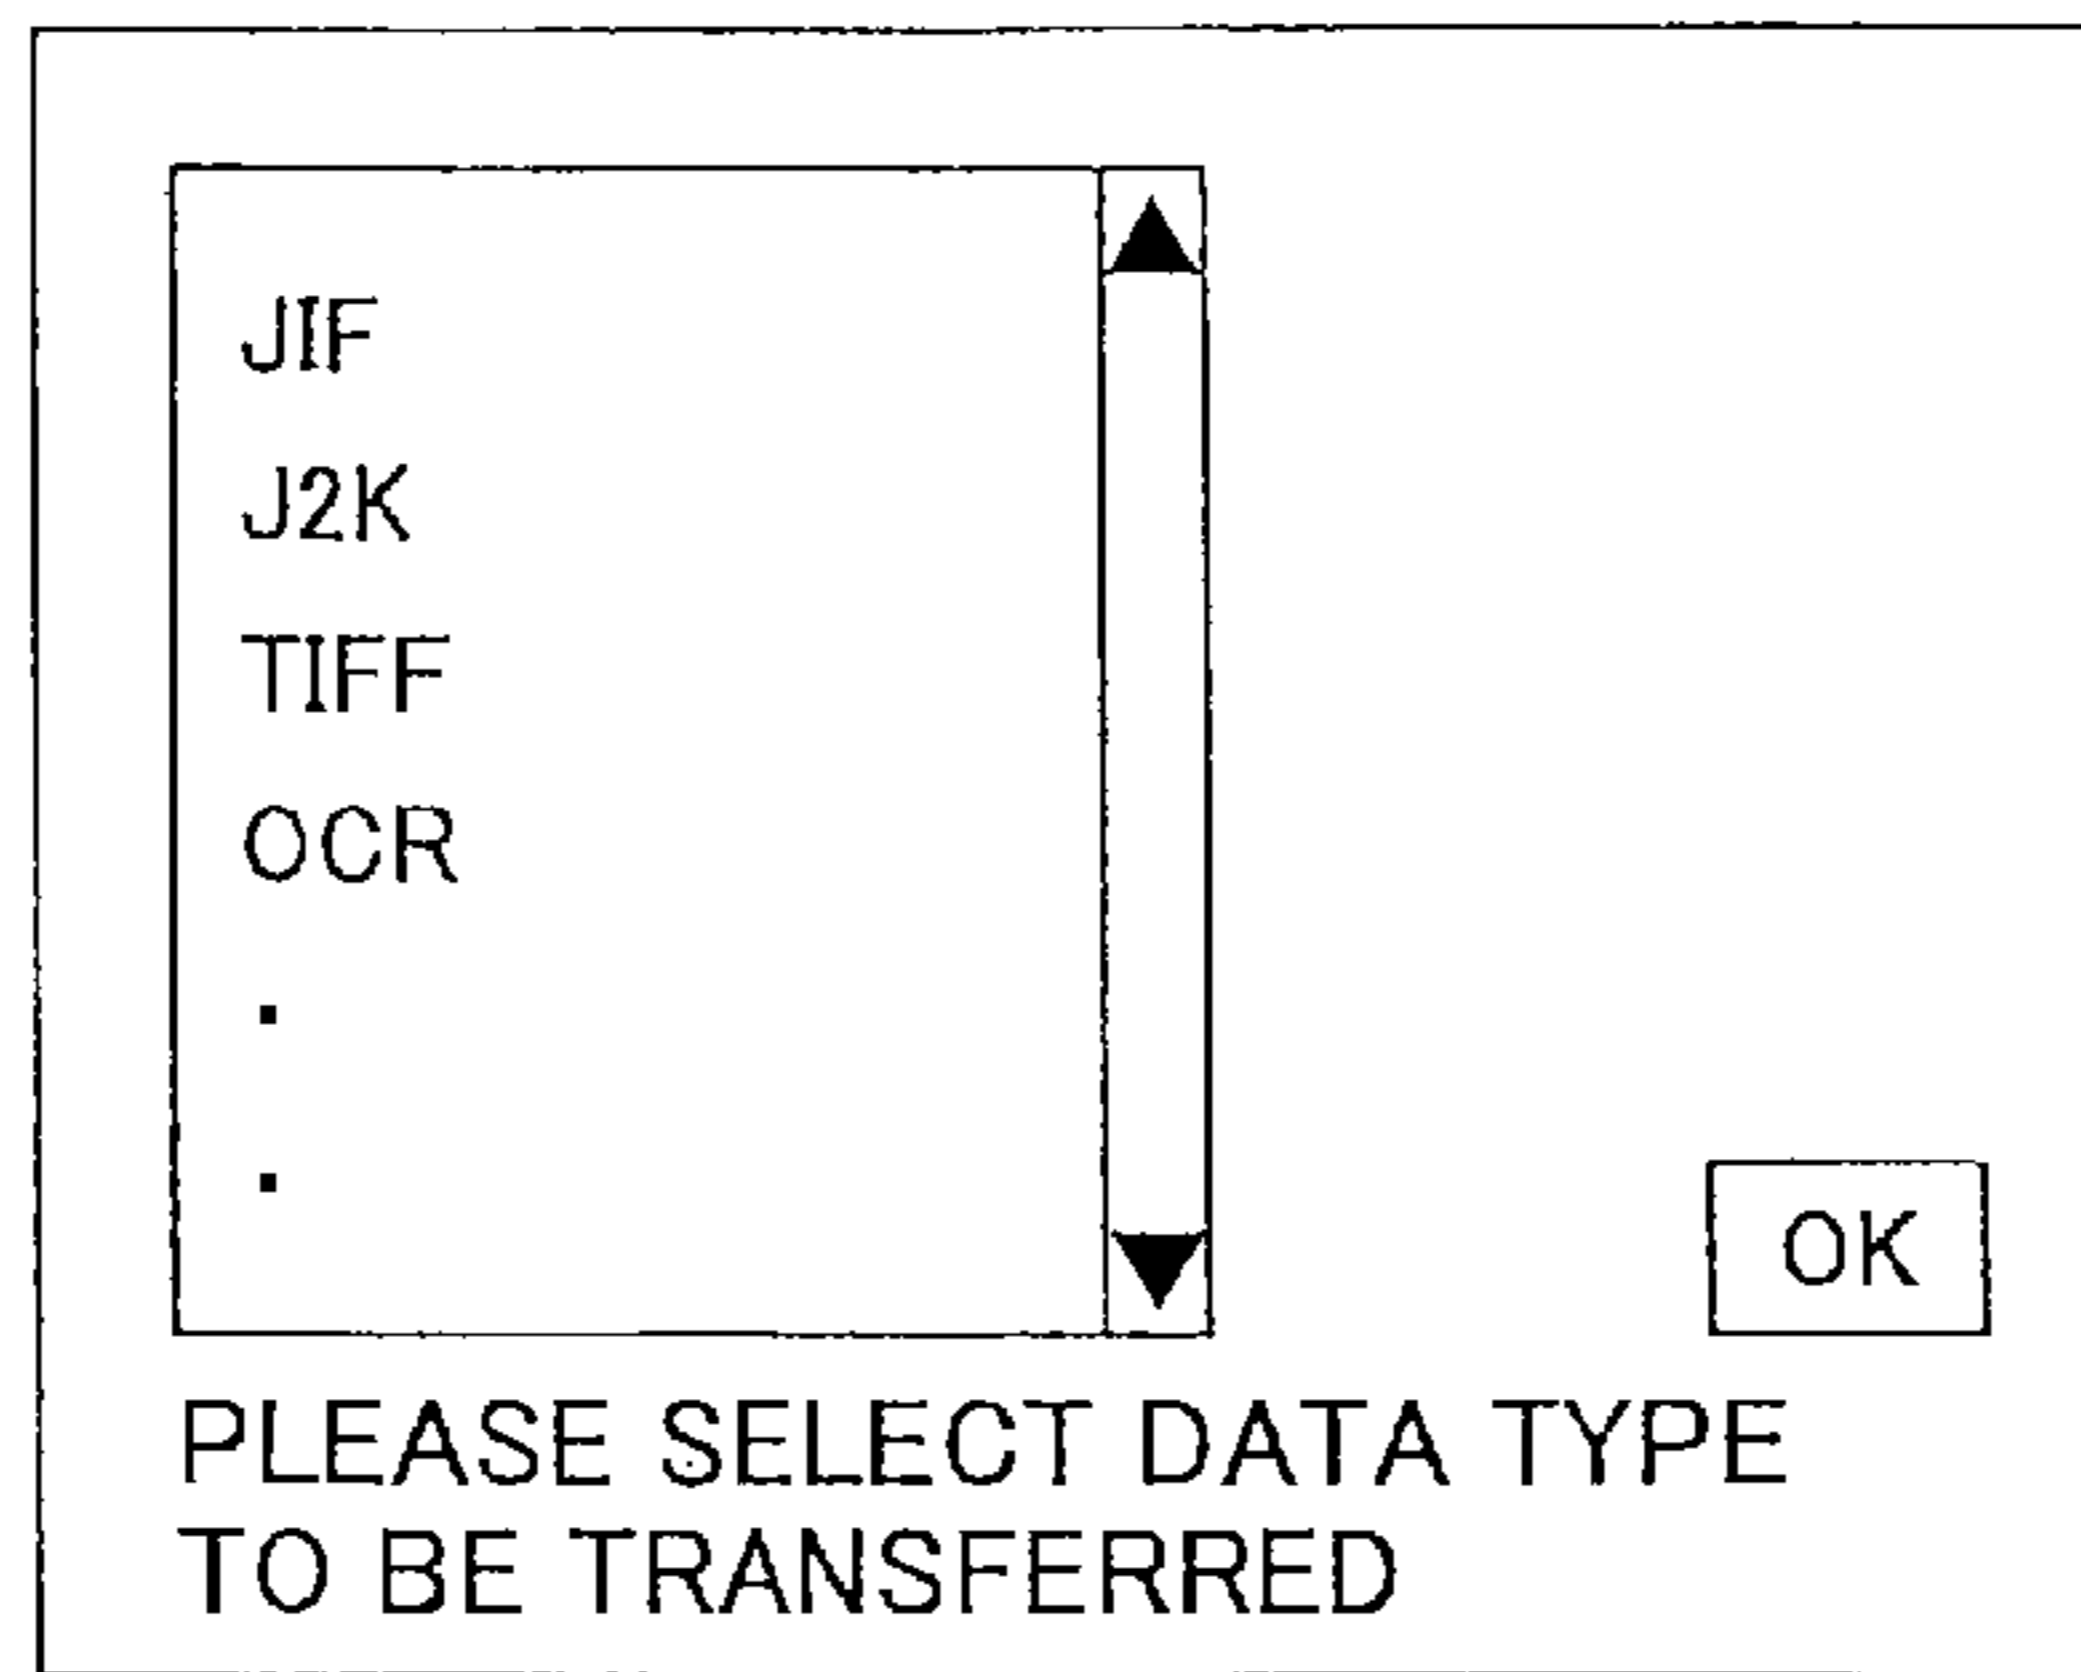 JIF
J2K
TIFF
OCR
.
.
OK
PLEASE SELECT DATA TYPE
TO BE TRANSFERRED